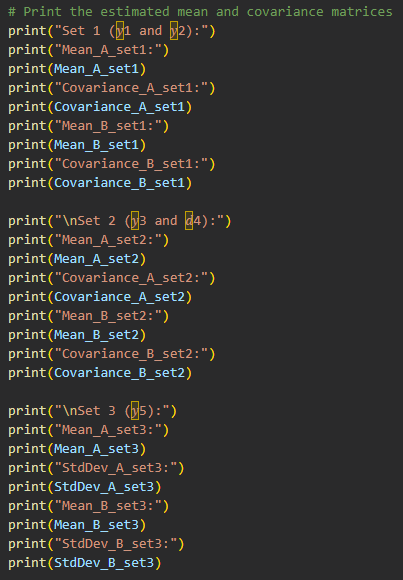 # Print the estimated mean and covariance matrices
print("Set 1 (y1 and y2):")
print("Mean_A_set1:")
print(Mean_A_set1)
print("Covariance_A_set1:")
print(Covariance_A_set1)
print("Mean_B_set1:")
print(Mean_B_set1)
print("Covariance_B_set1:")
print(Covariance_B_set1)
print("\nSet 2 (y3 and a4):")
print("Mean_A_set2:")
print(Mean_A_set2)
print("Covariance_A_set2:")
print(Covariance_A_set2)
print("Mean_B_set2:")
print(Mean_B_set2)
print("Covariance_B_set2:")
print(Covariance_B_set2)
print("\nSet 3 (y5):")
print("Mean_A_set3:")
print(Mean_A_set3)
print("StdDev_A_set3:")
print(StdDev_A_set3)
print("Mean_B_set3:")
print(Mean_B_set3)
print("StdDev_B_set3:")
print(StdDev_B_set3)